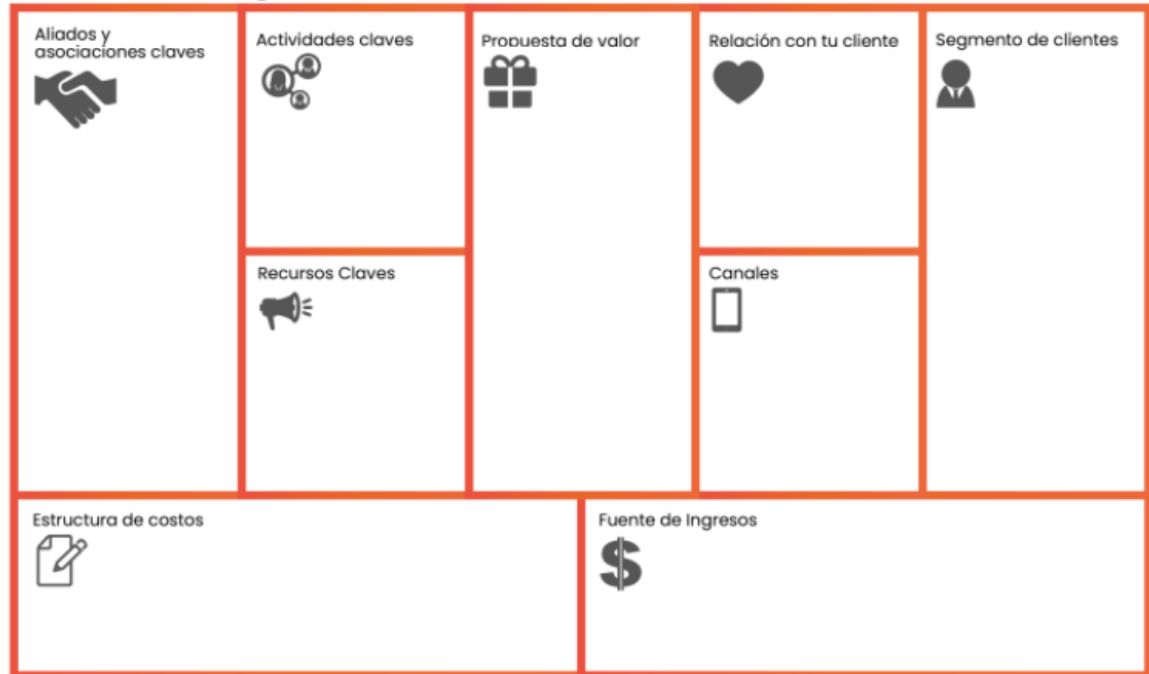 Aliados y
asociaciones claves
Actividades claves
Propuesta de valor
Relación con tu cliente
Segmento de clientes
Recursos Claves
Canales
Estructura de costos
Fuente de Ingresos
$